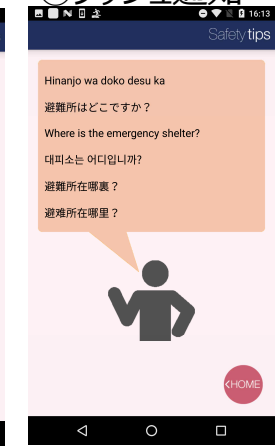 16:13
Safety tips
Hinanjo wa doko desu ka
避難所はどこですか？
Where is the emergency shelter?
대피소는 어디입니까?
避難所在哪裏？
避难所在哪里？
<HOME